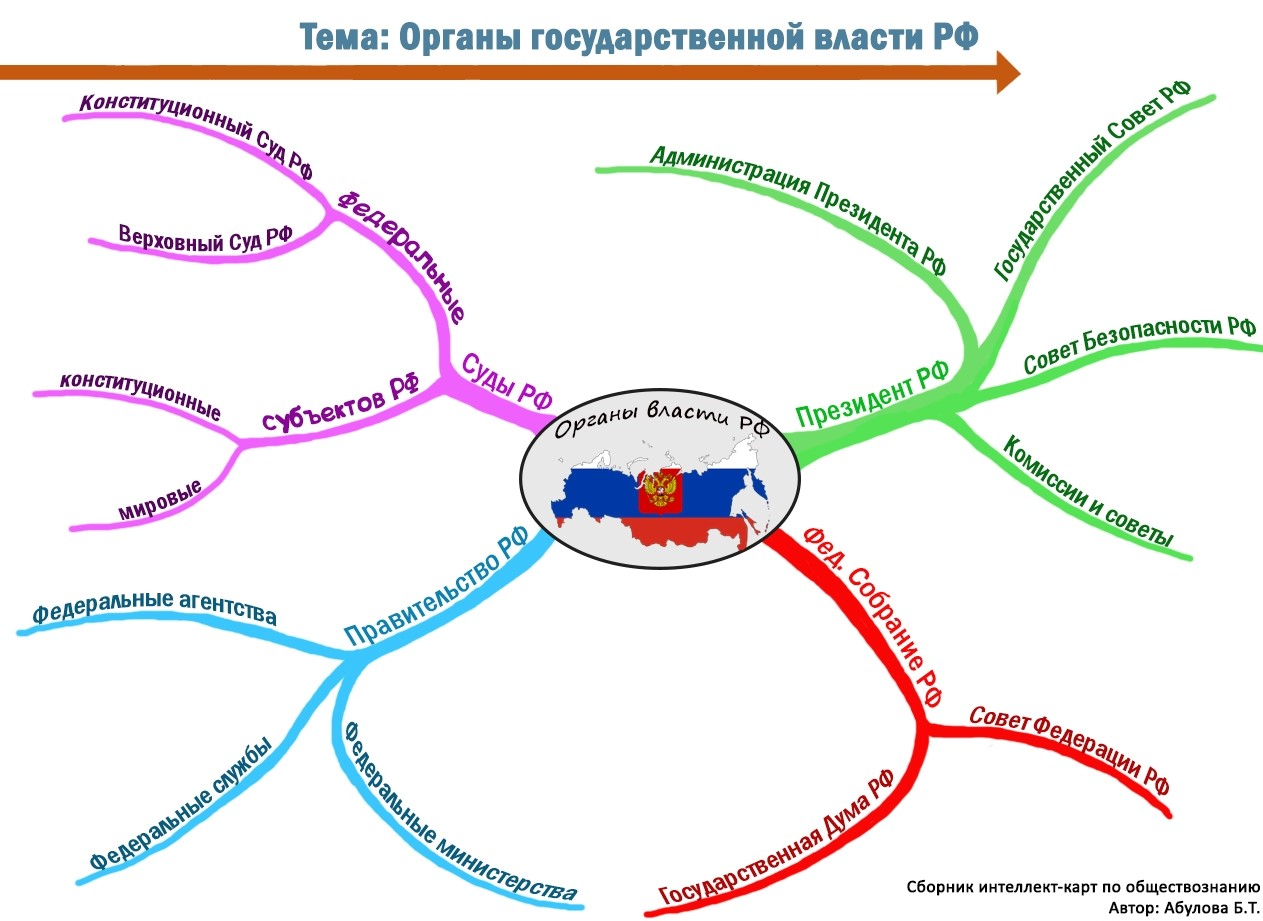 Тема: Органы государственной власти РФ
Органы власти РФ
Президент РФ
Администрация Президента РФ
Государственный Совет РФ
Совет Безопасности РФ
Комиссии и советы
Фед. Собрание РФ
Совет Федерации РФ
Государственная Дума РФ
Правительство РФ
Федеральные министерства
Федеральные службы
Федеральные агентства
Суды РФ
Федеральные
Конституционный Суд РФ
Верховный Суд РФ
субъектов РФ
конституционные
мировые
Сборник интеллект-карт по обществознанию
Автор: Абулова Б.Т.